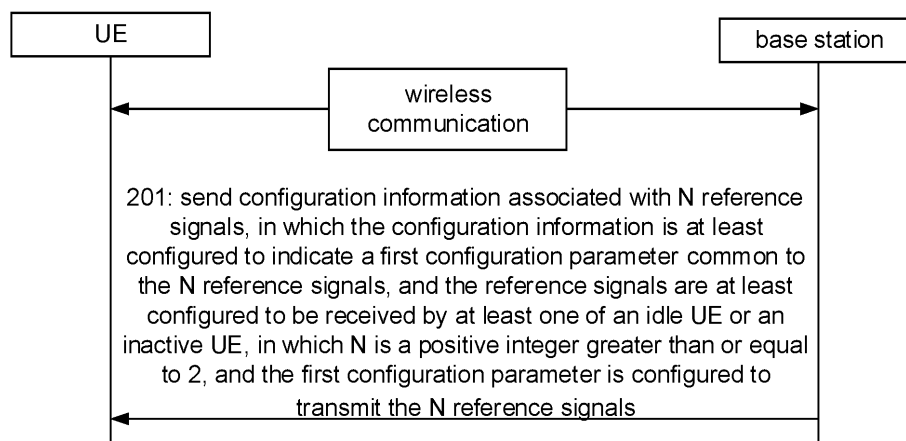 UE
base station
wireless
communication
201: send configuration information associated with N reference
signals, in which the configuration information is at least
configured to indicate a first configuration parameter common to
the N reference signals, and the reference signals are at least
configured to be received by at least one of an idle UE or an
inactive UE, in which N is a positive integer greater than or equal
to 2, and the first configuration parameter is configured to
transmit the N reference signals